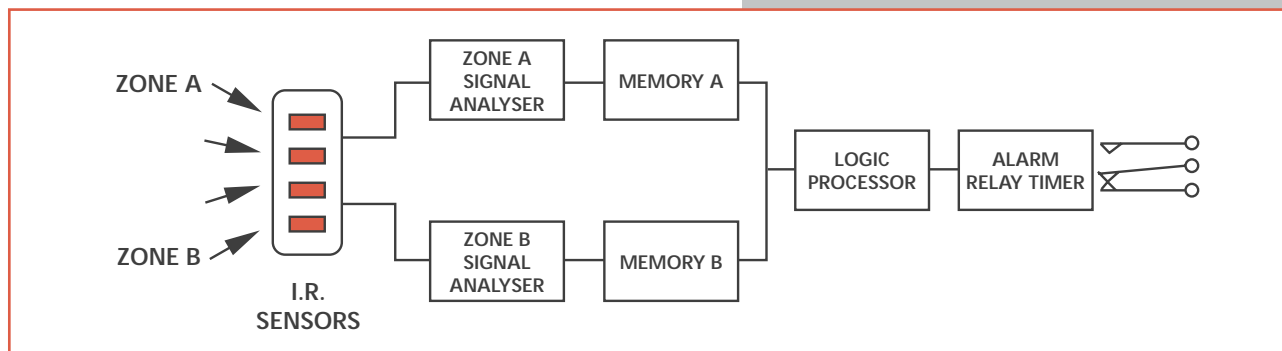 ZONE A
ZONE B
I.R.
SENSORS
ZONE A
SIGNAL
ANALYSER
MEMORY A
ZONE B
SIGNAL
ANALYSER
MEMORY B
LOGIC
PROCESSOR
ALARM
RELAY TIMER